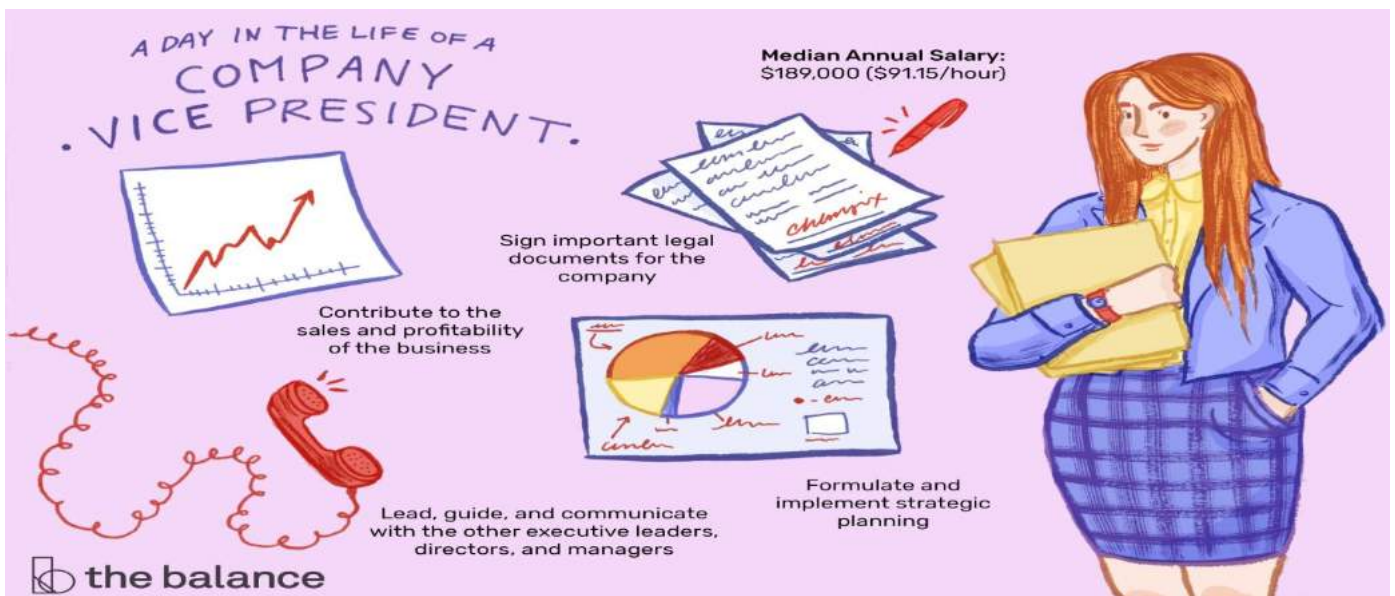 A DAY IN THE LIFE OF A
COMPANY
. VICE PRESIDENT.
Median Annual Salary:
$189,000 ($91.15/hour)
Sign important legal
documents for the
company
Contribute to the
sales and profitability
of the business
Formulate and
implement strategic
planning
Lead, guide, and communicate
with the other executive leaders,
directors, and managers
the balance